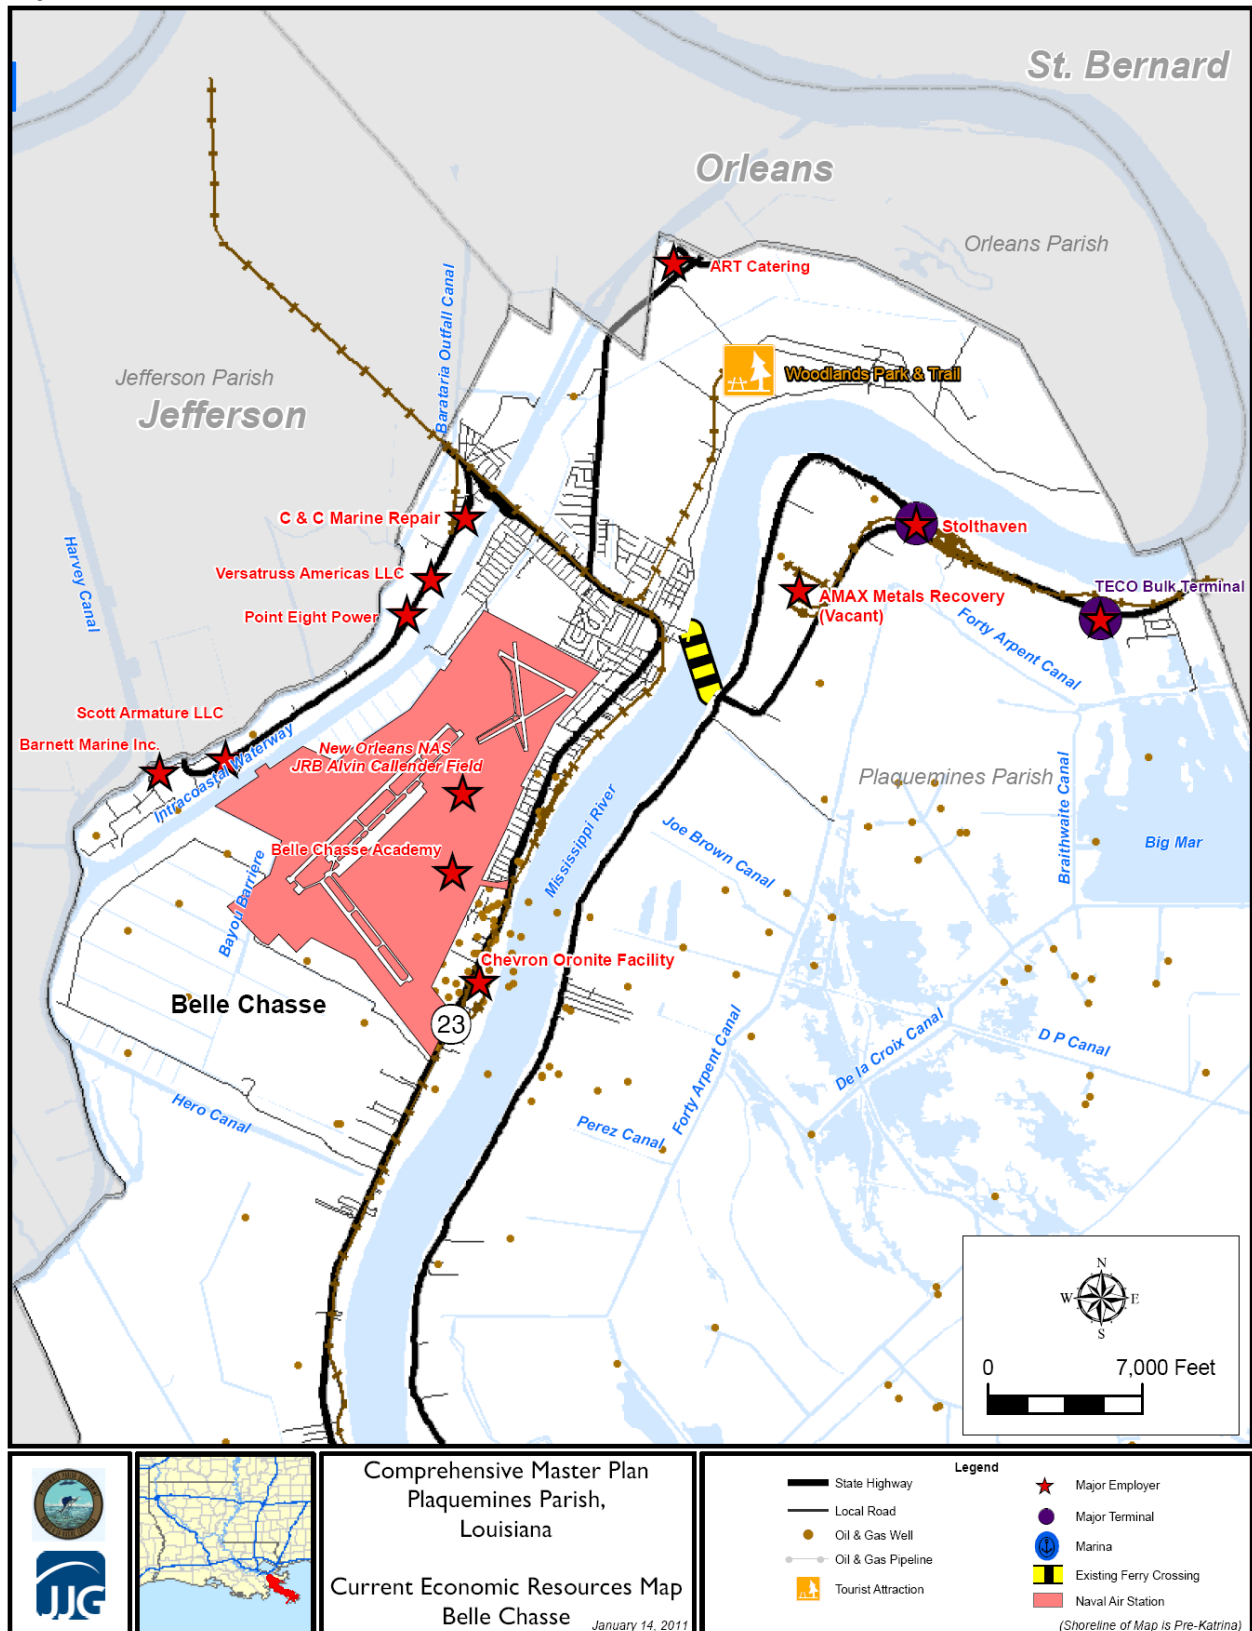 St. Bernard
Orleans
Orleans Parish
ART Catering
Barataria Outfall Canal
Woodlands Park & Trail
Jefferson Parish
Jefferson
C & C Marine Repair
Stolthaven
Harvey Canal
Versatruss Americas LLC
TECO Bulk Terminal
AMAX Metals Recovery
(Vacant)
Point Eight Power
Forty Arpent Canal
Scott Armature LLC
Barnett Marine Inc.
Intracoastal Waterway
New Orleans NAS
JRB Alvin Callender Field
Plaquemines Parish
Mississippi River
Joe Brown Canal
Braithwaite Canal
Big Mar
Belle Chasse Academy
Bayou Barriere
Chevron Oronite Facility
Belle Chasse
23
De la Croix Canal
D P Canal
Forty Arpent Canal
Hero Canal
Perez Canal
N
W E
S
0 7,000 Feet
JJG
Comprehensive Master Plan
Plaquemines Parish,
Louisiana
Current Economic Resources Map
Belle Chasse
January 14, 2011
Legend
State Highway
Local Road
Oil & Gas Well
Oil & Gas Pipeline
Tourist Attraction
Major Employer
Major Terminal
Marina
Existing Ferry Crossing
Naval Air Station
(Shoreline of Map is Pre-Katrina)